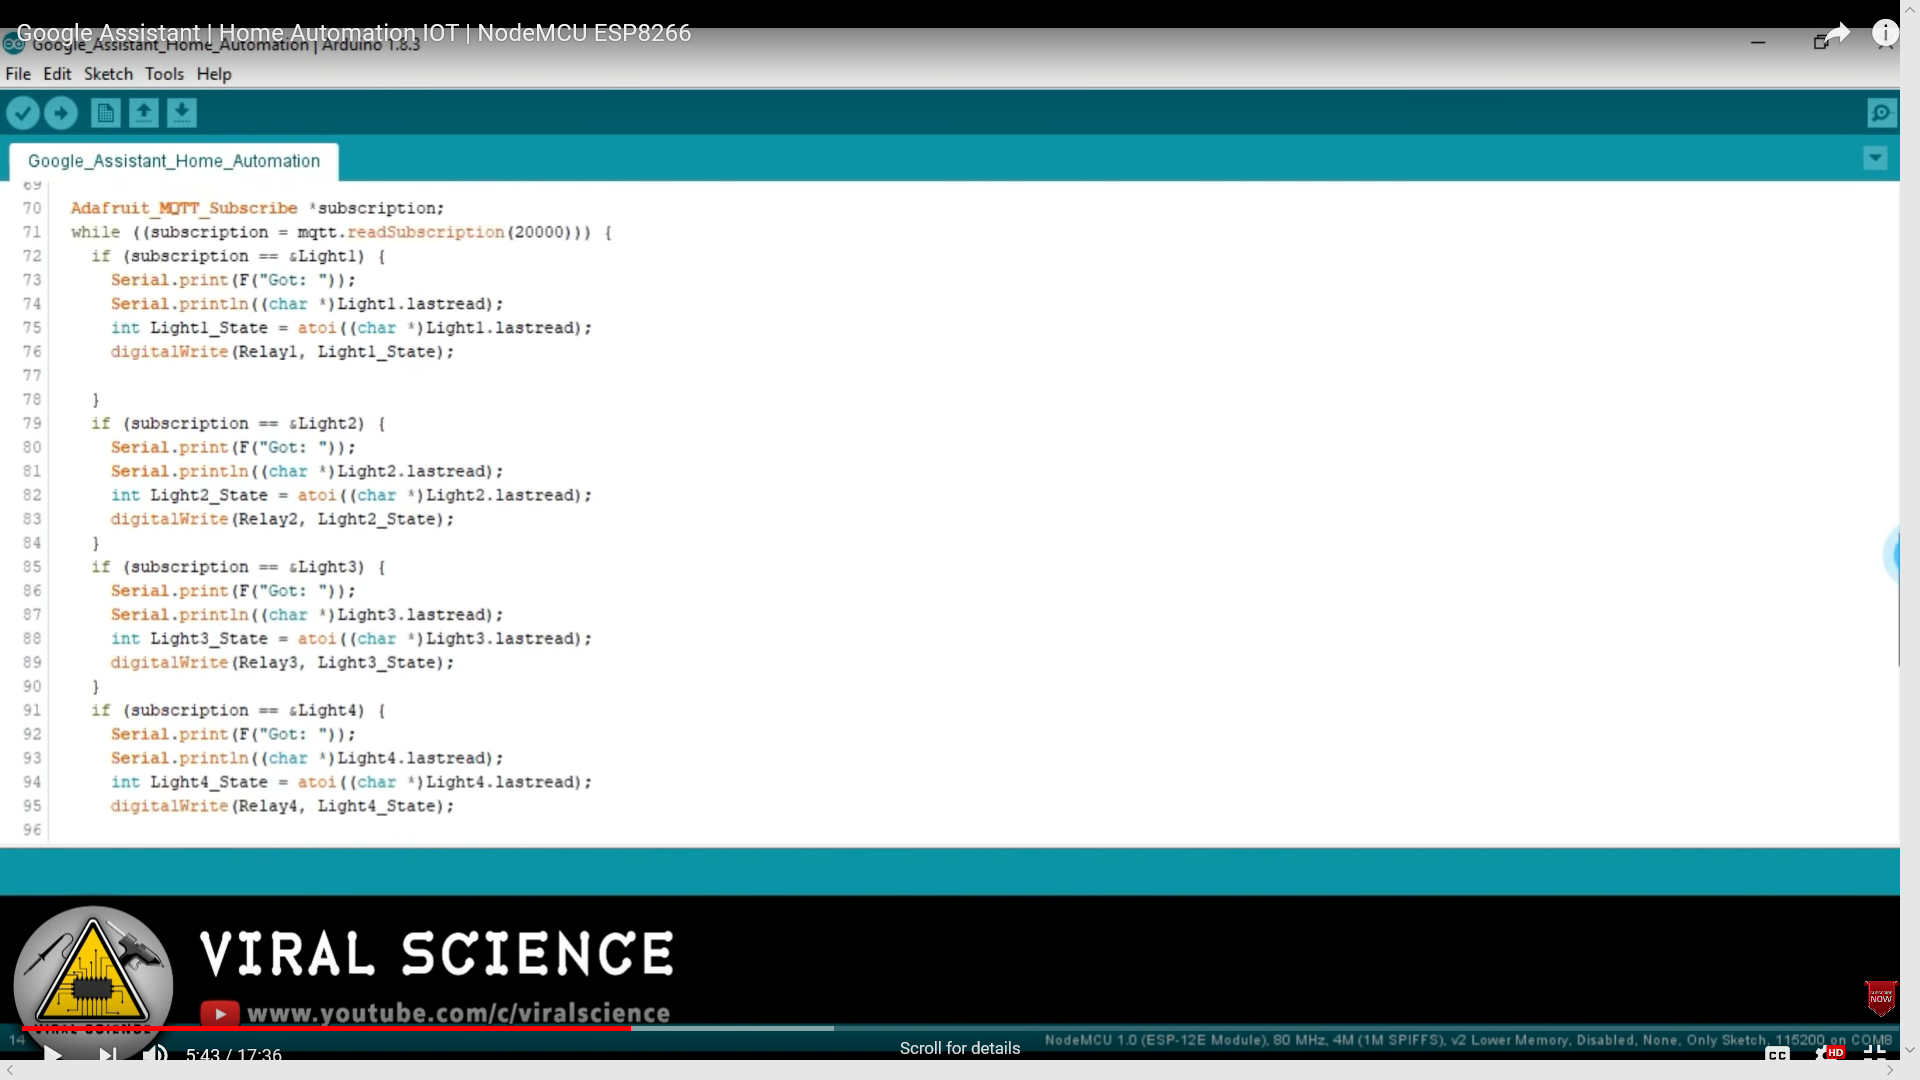 Google Assistant | Home Automation IOT | NodeMCU ESP8266
Google_Assistant_Home_Automation | Arduino 1.8.3
File Edit Sketch Tools Help
Google_Assistant_Home_Automation
69
70 Adafruit_MQTT_Subscribe *subscription;
71 while ((subscription = mqtt.readSubscription(20000))) {
72 if (subscription == &Light1) {
73 Serial.print(F("Got: "));
74 Serial.println((char *)Light1.lastread);
75 int Light1_State = atoi((char *)Light1.lastread);
76 digitalWrite(Relay1, Light1_State);
77
78 }
79 if (subscription == &Light2) {
80 Serial.print(F("Got: "));
81 Serial.println((char *)Light2.lastread);
82 int Light2_State = atoi((char *)Light2.lastread);
83 digitalWrite(Relay2, Light2_State);
84 }
85 if (subscription == &Light3) {
86 Serial.print(F("Got: "));
87 Serial.println((char *)Light3.lastread);
88 int Light3_State = atoi((char *)Light3.lastread);
89 digitalWrite(Relay3, Light3_State);
90 }
91 if (subscription == &Light4) {
92 Serial.print(F("Got: "));
93 Serial.println((char *)Light4.lastread);
94 int Light4_State = atoi((char *)Light4.lastread);
95 digitalWrite(Relay4, Light4_State);
96
VIRAL SCIENCE
www.youtube.com/c/viralscience
VIRAL SCIENCE
SUBSCRIBE NOW
14
NodeMCU 1.0 (ESP-12E Module), 80 MHz, 4M (1M SPIFFS), v2 Lower Memory, Disabled, None, Only Sketch, 115200 on COM8
5:43 / 17:36
Scroll for details
CC
HD